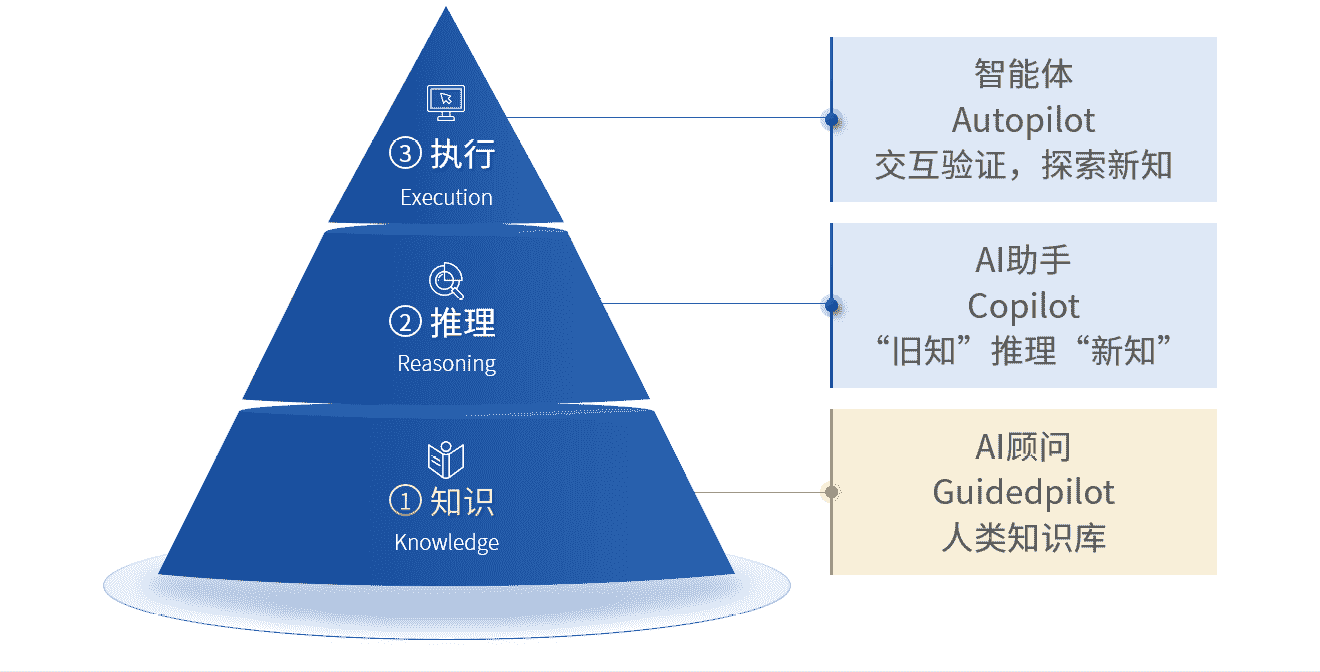 ③ 执行
Execution
② 推理
Reasoning
① 知识
Knowledge
智能体
Autopilot
交互验证，探索新知
AI助手
Copilot
“旧知”推理“新知”
AI顾问
Guidedpilot
人类知识库